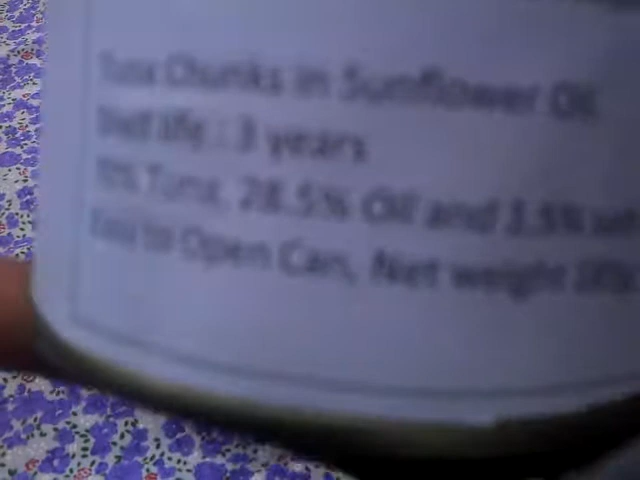 Tuna Chunks in Sunflower Oil
Shelf life : 3 years
Tuna, 28.5% Oil and
Easy to Open Can, Net weight